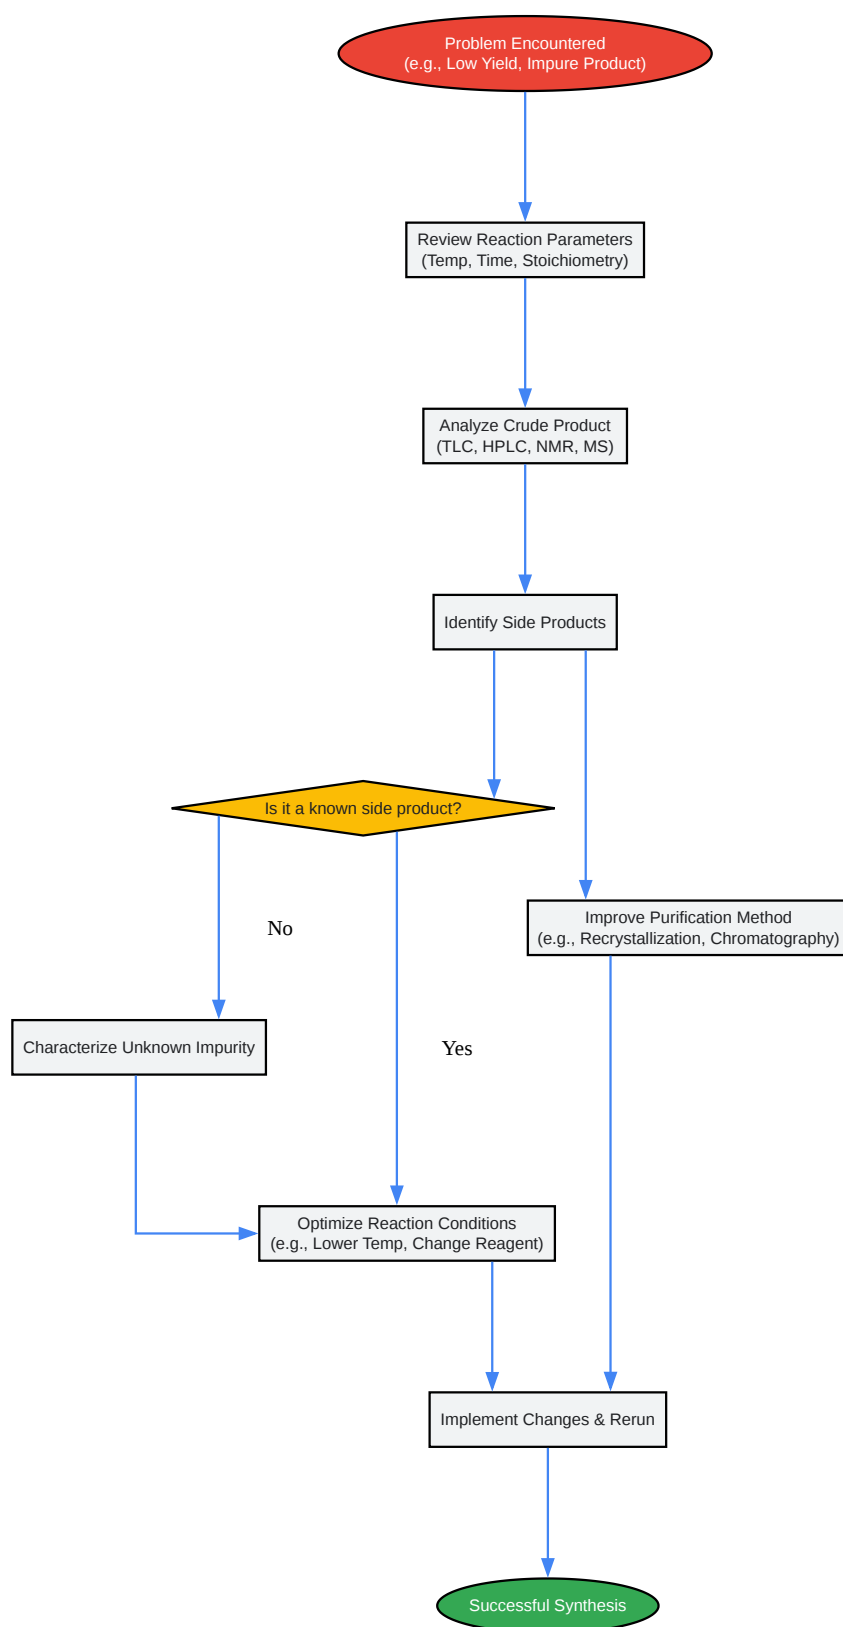 Problem Encountered
(e.g., Low Yield, Impure Product)
Review Reaction Parameters
(Temp, Time, Stoichiometry)
Analyze Crude Product
(TLC, HPLC, NMR, MS)
Identify Side Products
Is it a known side product?
Improve Purification Method
(e.g., Recrystallization, Chromatography)
No
Yes
Characterize Unknown Impurity
Optimize Reaction Conditions
(e.g., Lower Temp, Change Reagent)
Implement Changes & Rerun
Successful Synthesis